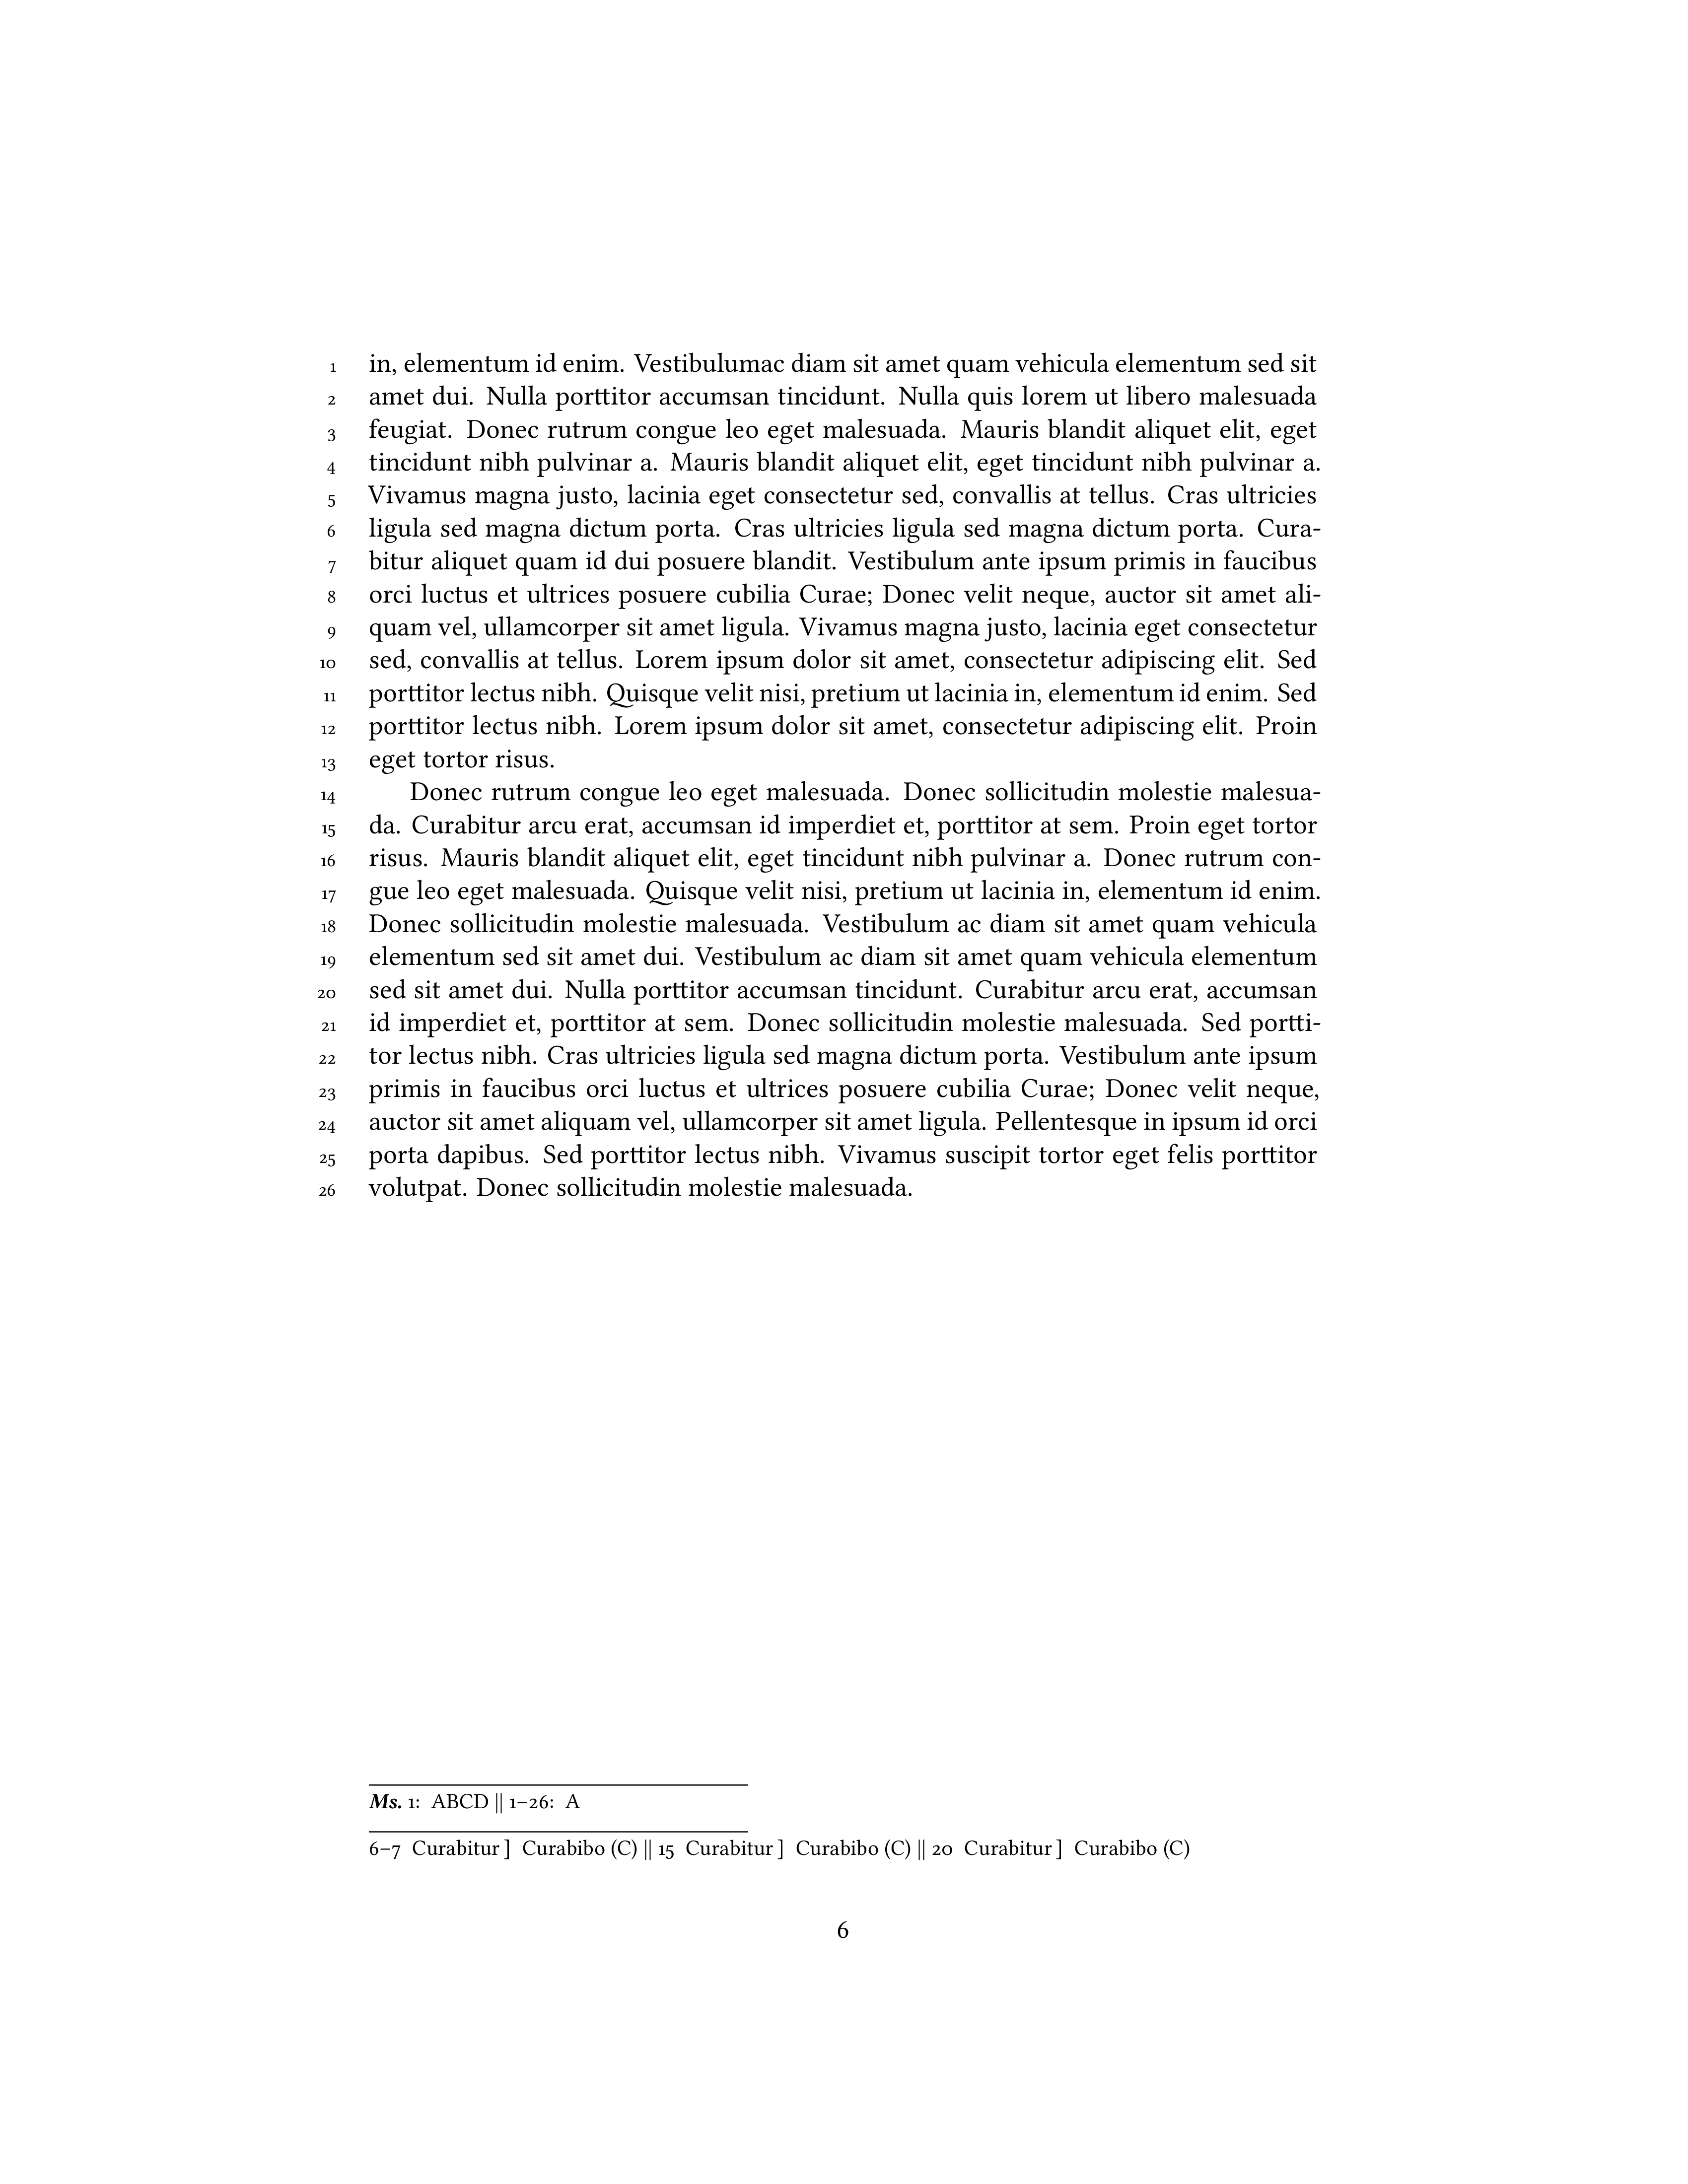 1 in, elementum id enim. Vestibulumac diam sit amet quam vehicula elementum sed sit
2 amet dui. Nulla porttitor accumsan tincidunt. Nulla quis lorem ut libero malesuada
3 feugiat. Donec rutrum congue leo eget malesuada. Mauris blandit aliquet elit, eget
4 tincidunt nibh pulvinar a. Mauris blandit aliquet elit, eget tincidunt nibh pulvinar a.
5 Vivamus magna justo, lacinia eget consectetur sed, convallis at tellus. Cras ultricies
6 ligula sed magna dictum porta. Cras ultricies ligula sed magna dictum porta. Cura-
7 bitur aliquet quam id dui posuere blandit. Vestibulum ante ipsum primis in faucibus
8 orci luctus et ultrices posuere cubilia Curae; Donec velit neque, auctor sit amet ali-
9 quam vel, ullamcorper sit amet ligula. Vivamus magna justo, lacinia eget consectetur
10 sed, convallis at tellus. Lorem ipsum dolor sit amet, consectetur adipiscing elit. Sed
11 porttitor lectus nibh. Quisque velit nisi, pretium ut lacinia in, elementum id enim. Sed
12 porttitor lectus nibh. Lorem ipsum dolor sit amet, consectetur adipiscing elit. Proin
13 eget tortor risus.
14 Donec rutrum congue leo eget malesuada. Donec sollicitudin molestie malesua-
15 da. Curabitur arcu erat, accumsan id imperdiet et, porttitor at sem. Proin eget tortor
16 risus. Mauris blandit aliquet elit, eget tincidunt nibh pulvinar a. Donec rutrum con-
17 gue leo eget malesuada. Quisque velit nisi, pretium ut lacinia in, elementum id enim.
18 Donec sollicitudin molestie malesuada. Vestibulum ac diam sit amet quam vehicula
19 elementum sed sit amet dui. Vestibulum ac diam sit amet quam vehicula elementum
20 sed sit amet dui. Nulla porttitor accumsan tincidunt. Curabitur arcu erat, accumsan
21 id imperdiet et, porttitor at sem. Donec sollicitudin molestie malesuada. Sed portti-
22 tor lectus nibh. Cras ultricies ligula sed magna dictum porta. Vestibulum ante ipsum
23 primis in faucibus orci luctus et ultrices posuere cubilia Curae; Donec velit neque,
24 auctor sit amet aliquam vel, ullamcorper sit amet ligula. Pellentesque in ipsum id orci
25 porta dapibus. Sed porttitor lectus nibh. Vivamus suscipit tortor eget felis porttitor
26 volutpat. Donec sollicitudin molestie malesuada.
Ms. 1: ABCD || 1–26: A
6–7 Curabitur ] Curabibo (C) || 15 Curabitur ] Curabibo (C) || 20 Curabitur ] Curabibo (C)
6